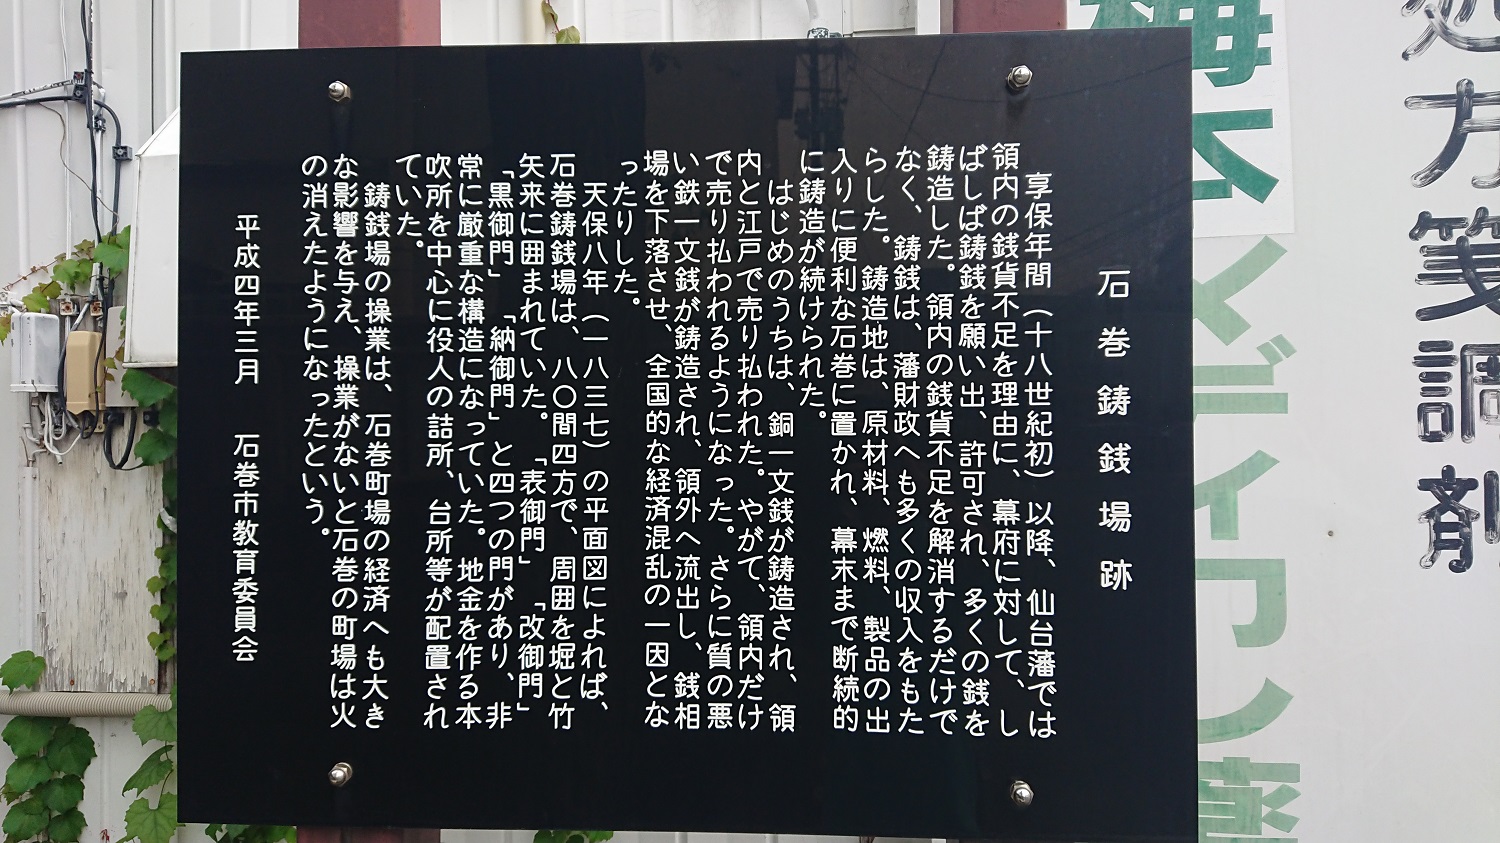 処方箋調剤
梅本メディカル薬
石巻鋳銭場跡
享保年間（十八世紀初）以降、仙台藩では
領内の銭貨不足を理由に、幕府に対して、し
ばしば鋳銭を願い出、許可され、多くの銭を
鋳造した。領内の銭貨不足を解消するだけで
なく、鋳銭は、藩財政へも多くの収入をもた
らした。鋳造地は、原材料、燃料、製品の出
入りに便利な石巻に置かれ、幕末まで断続的
に鋳造が続けられた。
はじめのうちは、銅一文銭が鋳造され、領
内と江戸で売り払われた。やがて、領内だけ
で売り払われるようになった。さらに質の悪
い鉄一文銭が鋳造され、領外へ流出し、銭相
場を下落させ、全国的な経済混乱の一因とな
ったりした。
天保八年（一八三七）の平面図によれば、
石巻鋳銭場は、八〇間四方で、周囲を堀と竹
矢来に囲まれていた。「表御門」「改御門」
「黒御門」「納御門」と四つの門があり、非
常に厳重な構造になっていた。地金を作る本
吹所を中心に役人の詰所、台所等が配置され
ていた。
鋳銭場の操業は、石巻町場の経済へも大き
な影響を与え、操業がないと石巻の町場は火
の消えたようになったという。
平成四年三月　石巻市教育委員会